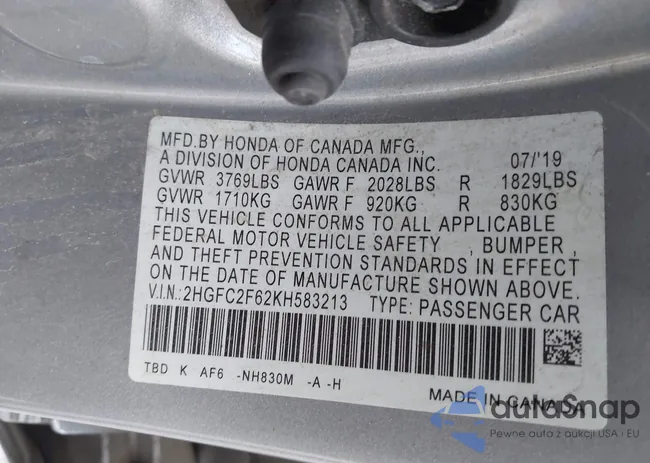 MFD.BY HONDA OF CANADA MFG.,
A DIVISION OF HONDA CANADA INC. 07/'19
GVWR 3769LBS GAWR F 2028LBS R 1829LBS
GVWR 1710KG GAWR F 920KG R 830KG
THIS VEHICLE CONFORMS TO ALL APPLICABLE
FEDERAL MOTOR VEHICLE SAFETY , BUMPER ,
AND THEFT PREVENTION STANDARDS IN EFFECT
ON THE DATE OF MANUFACTURE SHOWN ABOVE.
V.I.N.:2HGFC2F62KH583213 TYPE: PASSENGER CAR
TBD K AF6 -NH830M -A -H
MADE IN CANADA
autoSnap
Pewne auta z aukcji USA i EU